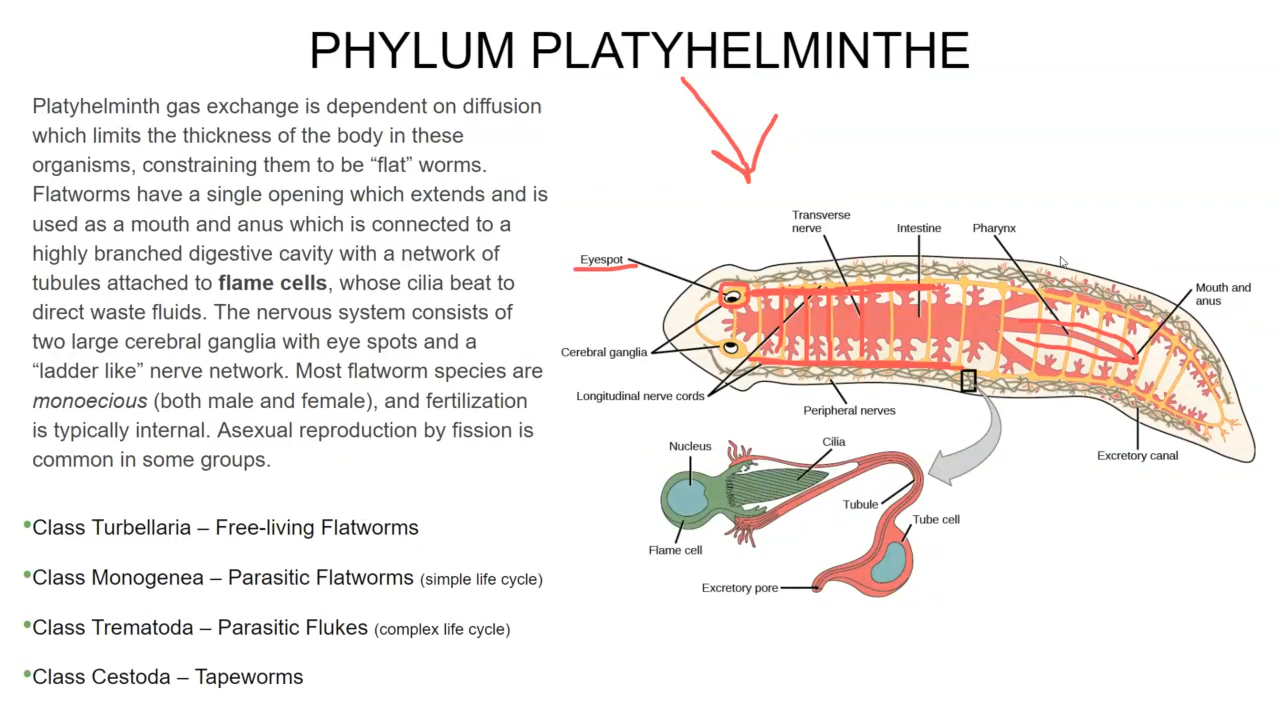 PHYLUM PLATYHELMINTHE
Platyhelminth gas exchange is dependent on diffusion
which limits the thickness of the body in these
organisms, constraining them to be “flat” worms.
Flatworms have a single opening which extends and is
used as a mouth and anus which is connected to a
highly branched digestive cavity with a network of
tubules attached to flame cells, whose cilia beat to
direct waste fluids. The nervous system consists of
two large cerebral ganglia with eye spots and a
“ladder like” nerve network. Most flatworm species are
monoecious (both male and female), and fertilization
is typically internal. Asexual reproduction by fission is
common in some groups.
•Class Turbellaria – Free-living Flatworms
•Class Monogenea – Parasitic Flatworms (simple life cycle)
•Class Trematoda – Parasitic Flukes (complex life cycle)
•Class Cestoda – Tapeworms
Transverse
nerve
Intestine
Pharynx
Eyespot
Mouth and
anus
Cerebral ganglia
Longitudinal nerve cords
Peripheral nerves
Excretory canal
Nucleus
Cilia
Tubule
Tube cell
Flame cell
Excretory pore